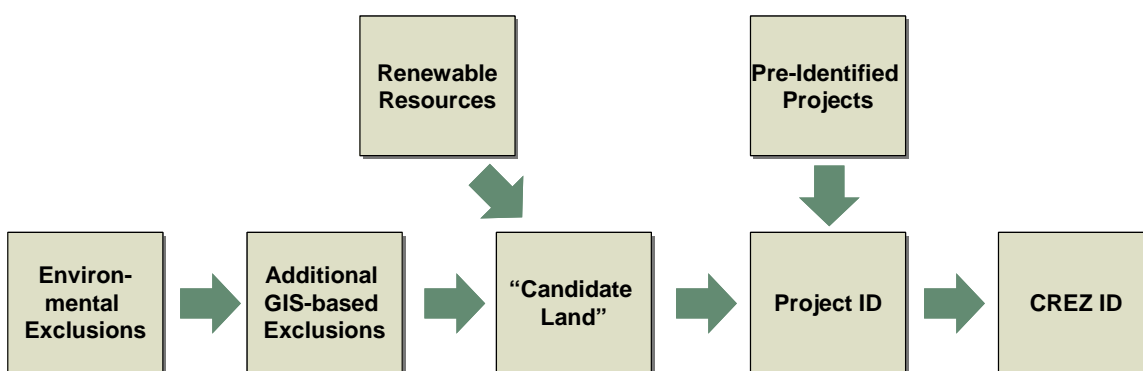 Renewable
Resources
Pre-Identified
Projects
Environ-
mental
Exclusions
Additional
GIS-based
Exclusions
“Candidate
Land”
Project ID
CREZ ID